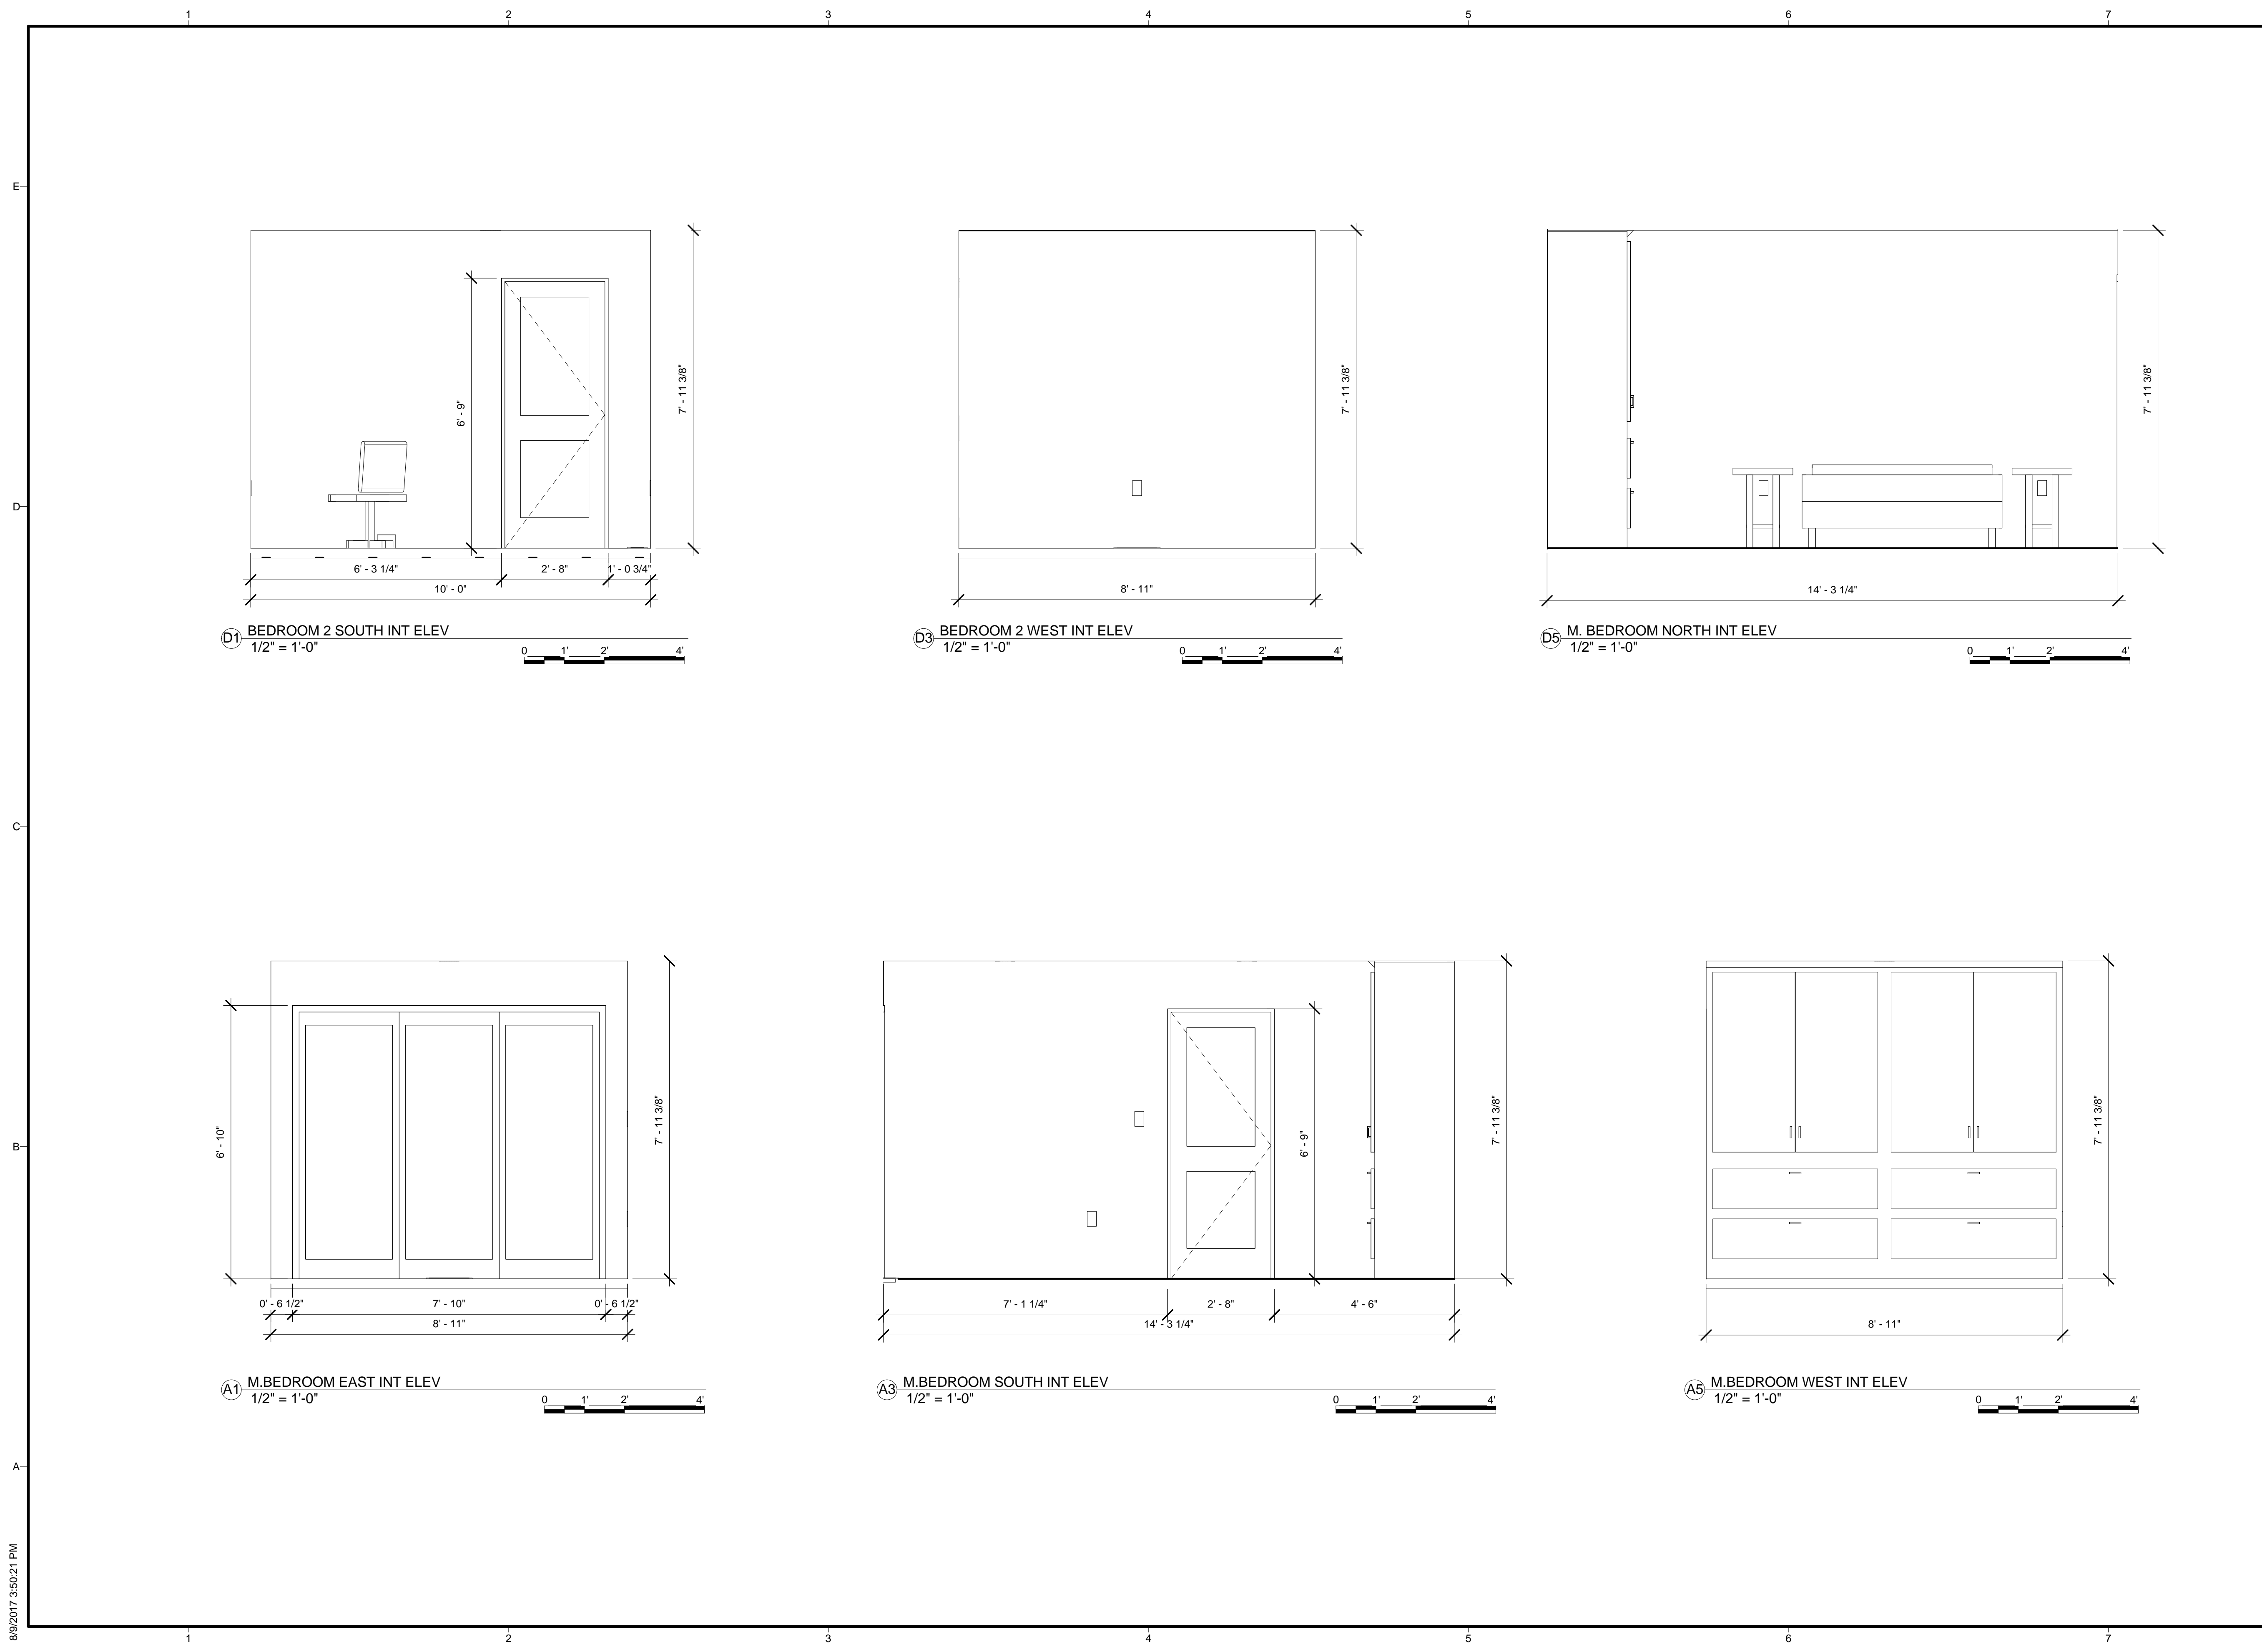 1 2 3 4 5 6 7
E
D
C
B
A
6' - 9"
7' - 11 3/8"
6' - 3 1/4" 2' - 8" 1' - 0 3/4"
10' - 0"
D1 BEDROOM 2 SOUTH INT ELEV
1/2" = 1'-0"
0 1' 2' 4'
7' - 11 3/8"
8' - 11"
D3 BEDROOM 2 WEST INT ELEV
1/2" = 1'-0"
0 1' 2' 4'
7' - 11 3/8"
14' - 3 1/4"
D5 M. BEDROOM NORTH INT ELEV
1/2" = 1'-0"
0 1' 2' 4'
6' - 10"
7' - 11 3/8"
0' - 6 1/2" 7' - 10" 0' - 6 1/2"
8' - 11"
A1 M.BEDROOM EAST INT ELEV
1/2" = 1'-0"
0 1' 2' 4'
6' - 9"
7' - 11 3/8"
7' - 1 1/4" 2' - 8" 4' - 6"
14' - 3 1/4"
A3 M.BEDROOM SOUTH INT ELEV
1/2" = 1'-0"
0 1' 2' 4'
7' - 11 3/8"
8' - 11"
A5 M.BEDROOM WEST INT ELEV
1/2" = 1'-0"
0 1' 2' 4'
8/9/2017 3:50:21 PM
1 2 3 4 5 6 7